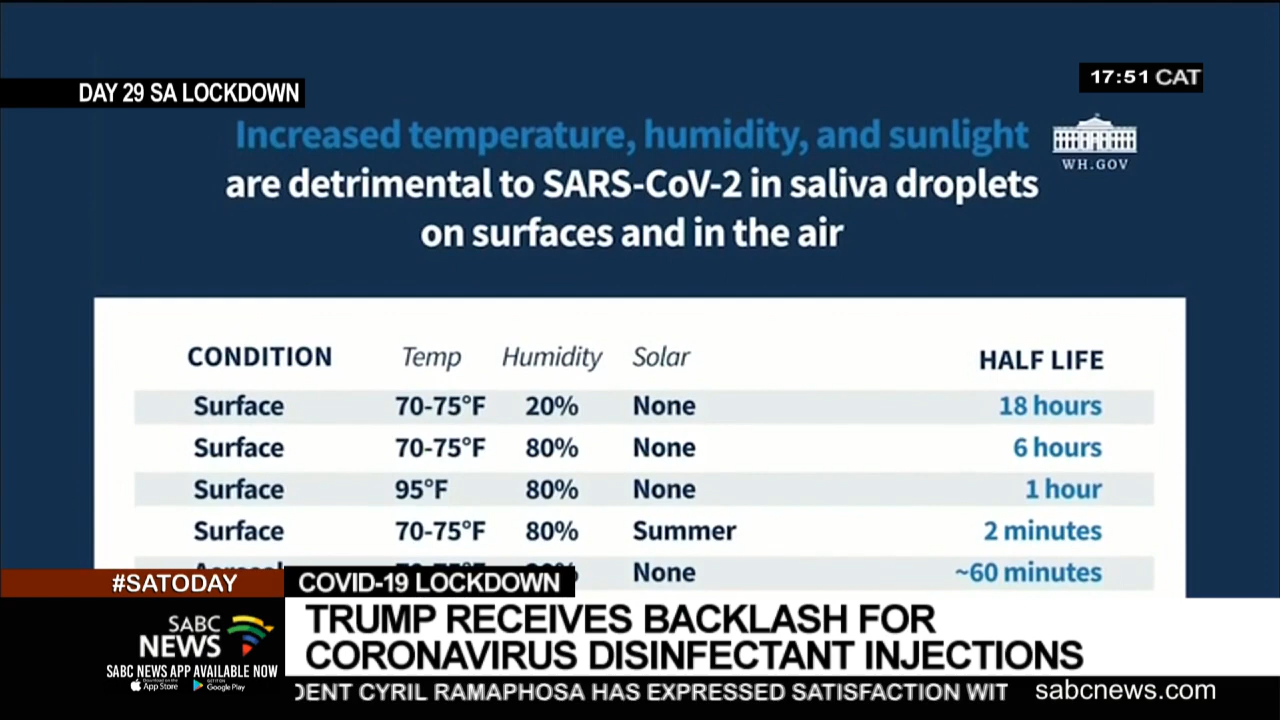 DAY 29 SA LOCKDOWN
17:51 CAT
Increased temperature, humidity, and sunlight
are detrimental to SARS-CoV-2 in saliva droplets
on surfaces and in the air
WH.GOV
CONDITION Temp Humidity Solar HALF LIFE
Surface 70-75°F 20% None 18 hours
Surface 70-75°F 80% None 6 hours
Surface 95°F 80% None 1 hour
Surface 70-75°F 80% Summer 2 minutes
None ~60 minutes
#SATODAY
COVID-19 LOCKDOWN
SABC
NEWS
SABC NEWS APP AVAILABLE NOW
App Store Google Play
TRUMP RECEIVES BACKLASH FOR
CORONAVIRUS DISINFECTANT INJECTIONS
DENT CYRIL RAMAPHOSA HAS EXPRESSED SATISFACTION WIT
sabcnews.com